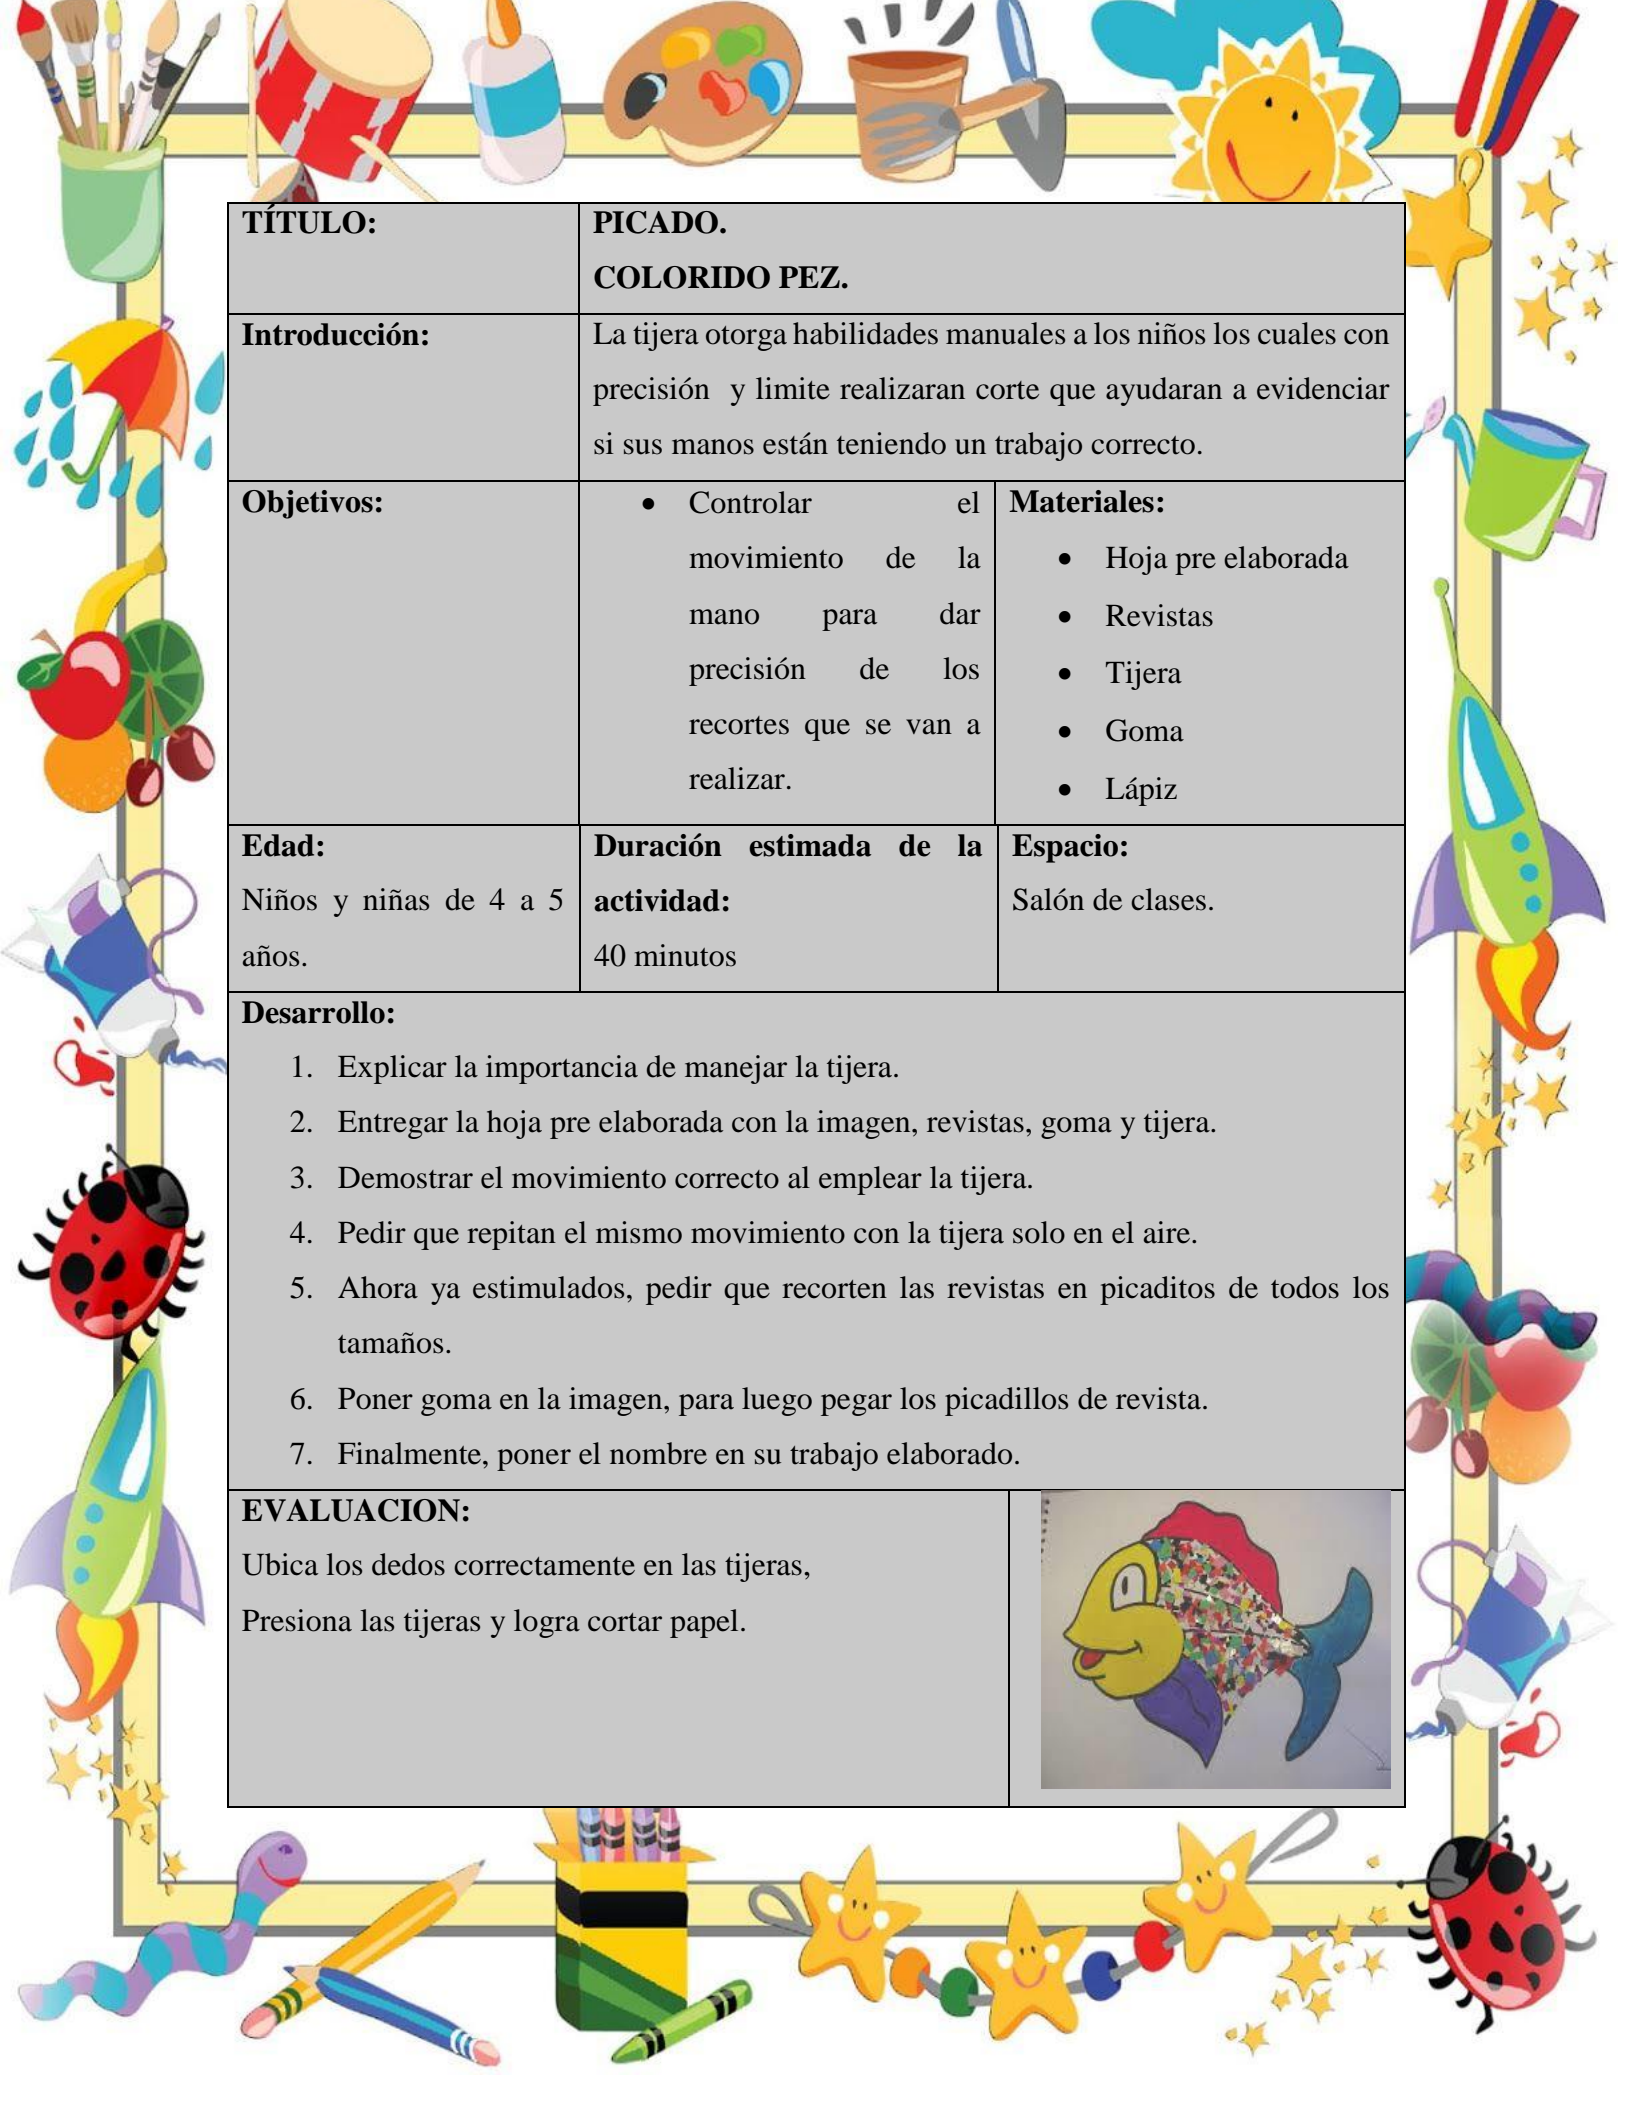 TÍTULO:
PICADO.
COLORIDO PEZ.
Introducción:
La tijera otorga habilidades manuales a los niños los cuales con
precisión y limite realizaran corte que ayudaran a evidenciar
si sus manos están teniendo un trabajo correcto.
Objetivos:
• Controlar el
movimiento de la
mano para dar
precisión de los
recortes que se van a
realizar.
Materiales:
• Hoja pre elaborada
• Revistas
• Tijera
• Goma
• Lápiz
Edad:
Niños y niñas de 4 a 5
años.
Duración estimada de la
actividad:
40 minutos
Espacio:
Salón de clases.
Desarrollo:
1. Explicar la importancia de manejar la tijera.
2. Entregar la hoja pre elaborada con la imagen, revistas, goma y tijera.
3. Demostrar el movimiento correcto al emplear la tijera.
4. Pedir que repitan el mismo movimiento con la tijera solo en el aire.
5. Ahora ya estimulados, pedir que recorten las revistas en picaditos de todos los
tamaños.
6. Poner goma en la imagen, para luego pegar los picadillos de revista.
7. Finalmente, poner el nombre en su trabajo elaborado.
EVALUACION:
Ubica los dedos correctamente en las tijeras,
Presiona las tijeras y logra cortar papel.